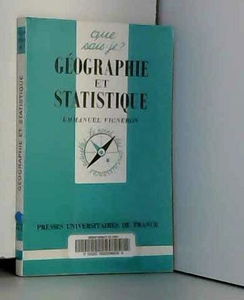 que
sais-je?
GÉOGRAPHIE
ET
STATISTIQUE
EMMANUEL VIGNERON
PRESSES UNIVERSITAIRES DE FRANCE
GÉOGRAPHIE ET STATISTIQUE